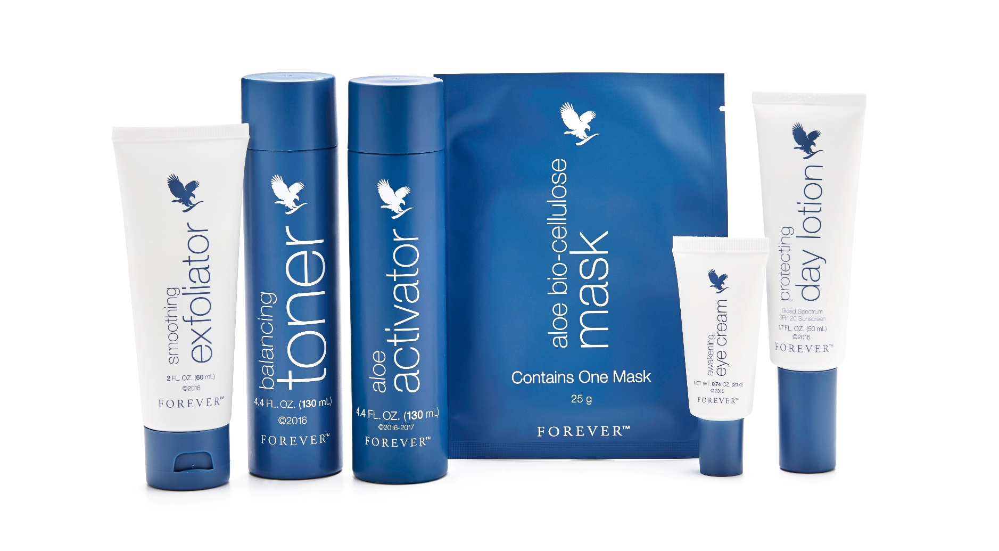 smoothing
exfoliator
2 FL. OZ. (60 mL)
©2016
FOREVER™
balancing
toner
4.4 FL. OZ. (130 mL)
©2016
FOREVER™
aloe
activator
4.4 FL. OZ. (130 mL)
©2016-2017
FOREVER™
aloe bio-cellulose
mask
Contains One Mask
25 g
FOREVER™
awakening
eye cream
NET WT. 0.74 OZ. (21 g)
©2016
FOREVER™
protecting
day lotion
Broad Spectrum
SPF 20 Sunscreen
1.7 FL. OZ. (50 mL)
©2016
FOREVER™